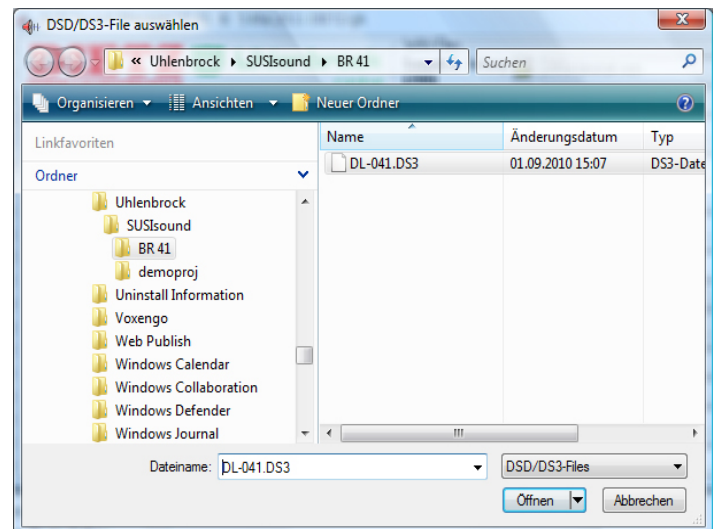 DSD/DS3-File auswählen
« Uhlenbrock SUSIsound BR 41 Suchen
Organisieren Ansichten Neuer Ordner
Linkfavoriten
Ordner
Uhlenbrock
SUSIsound
BR 41
demoproj
Uninstall Information
Voxengo
Web Publish
Windows Calendar
Windows Collaboration
Windows Defender
Windows Journal
Name Änderungsdatum Typ
DL-041.DS3 01.09.2010 15:07 DS3-Date
Dateiname: DL-041.DS3 DSD/DS3-Files
Öffnen Abbrechen